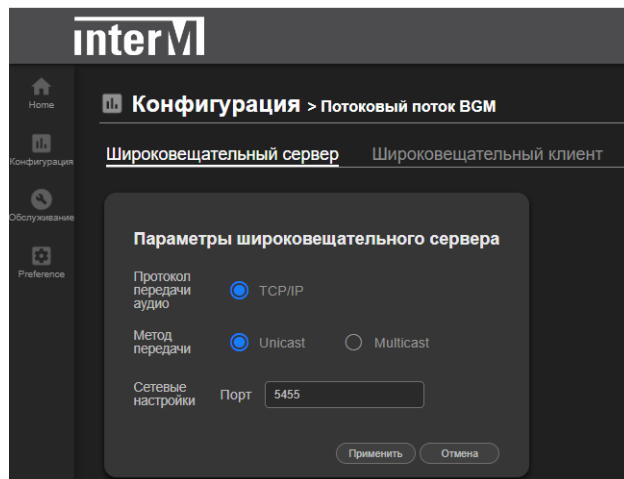 interM
Home
Конфигурация > Потоковый поток BGM
Конфигурация
Широковещательный сервер Широковещательный клиент
Обслуживание
Preference
Параметры широковещательного сервера
Протокол
передачи
аудио
TCP/IP
Метод
передачи
Unicast Multicast
Сетевые
настройки
Порт 5455
Применить Отмена